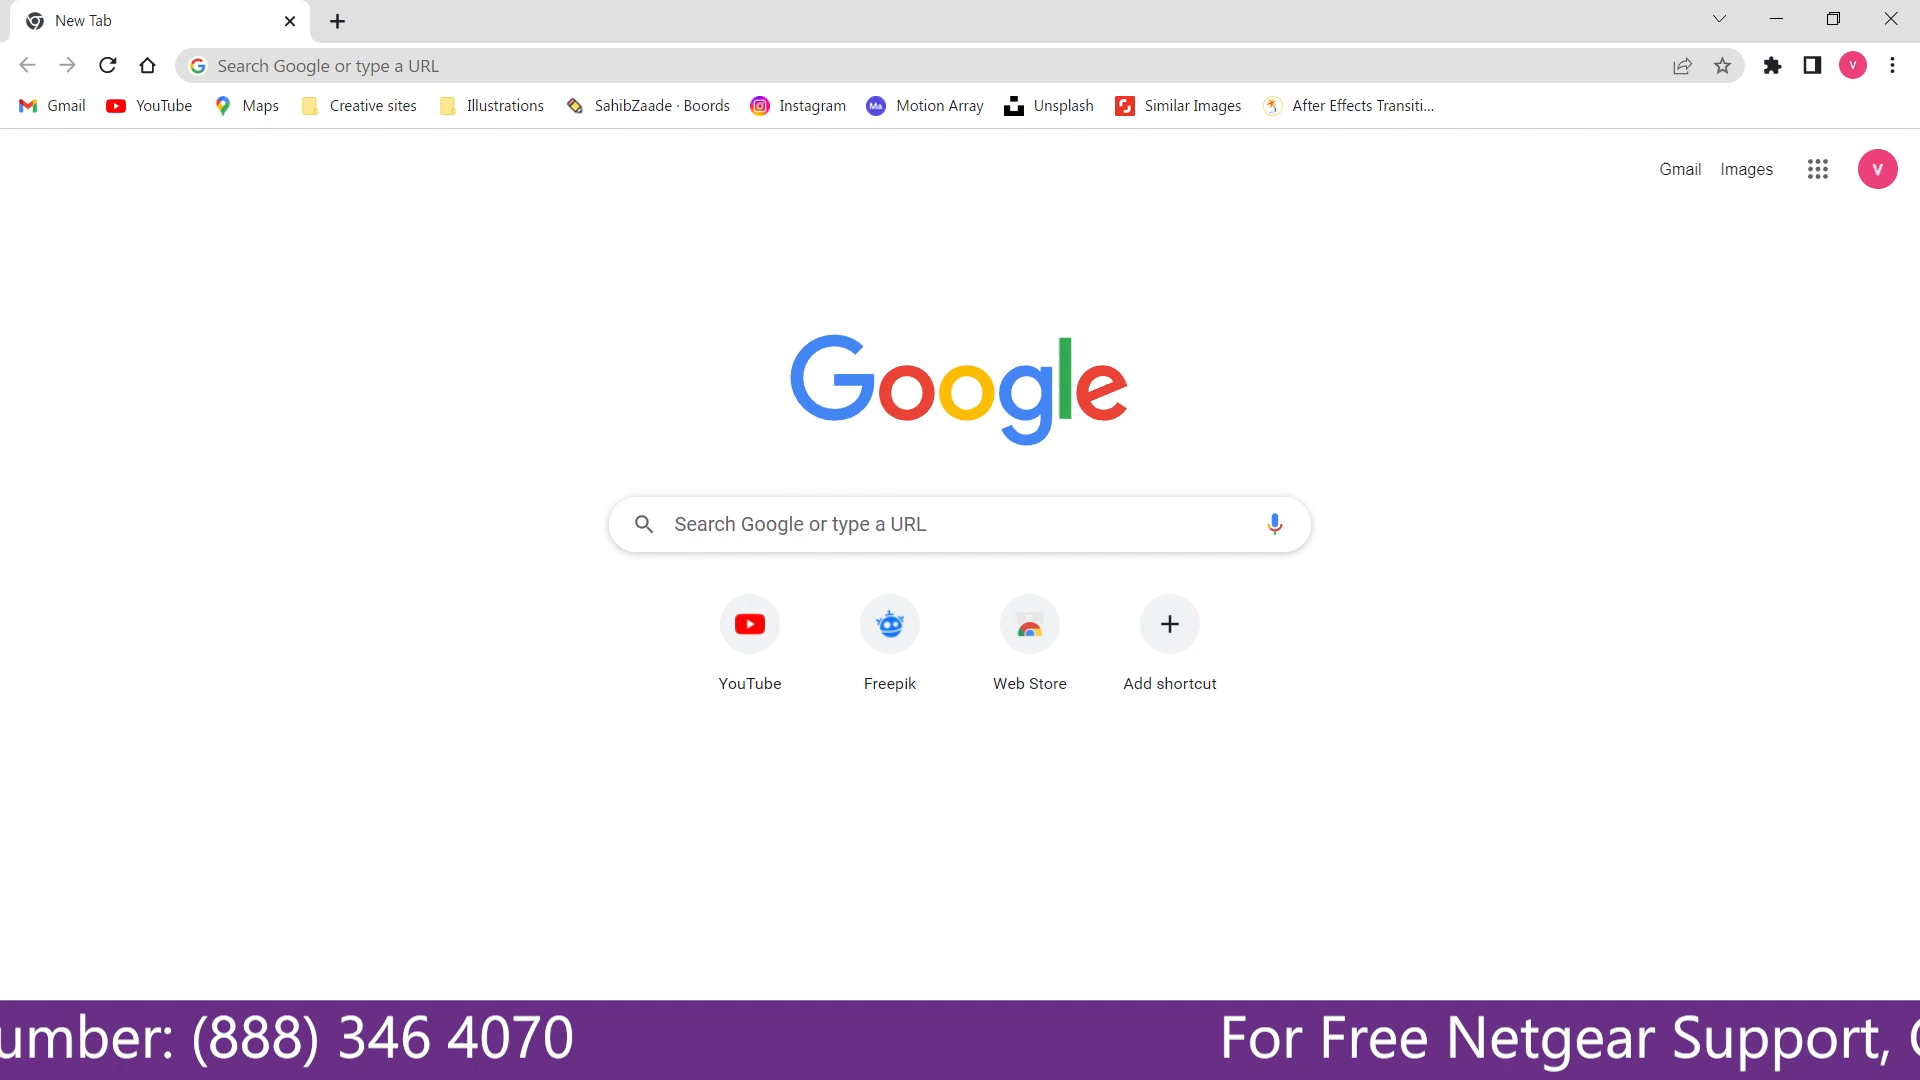 New Tab
Search Google or type a URL
V
Gmail YouTube Maps Creative sites Illustrations SahibZaade · Boords Instagram Ma Motion Array Unsplash Similar Images After Effects Transiti...
Gmail Images V
Google
Search Google or type a URL
YouTube Freepik Web Store Add shortcut
umber: (888) 346 4070 For Free Netgear Support,